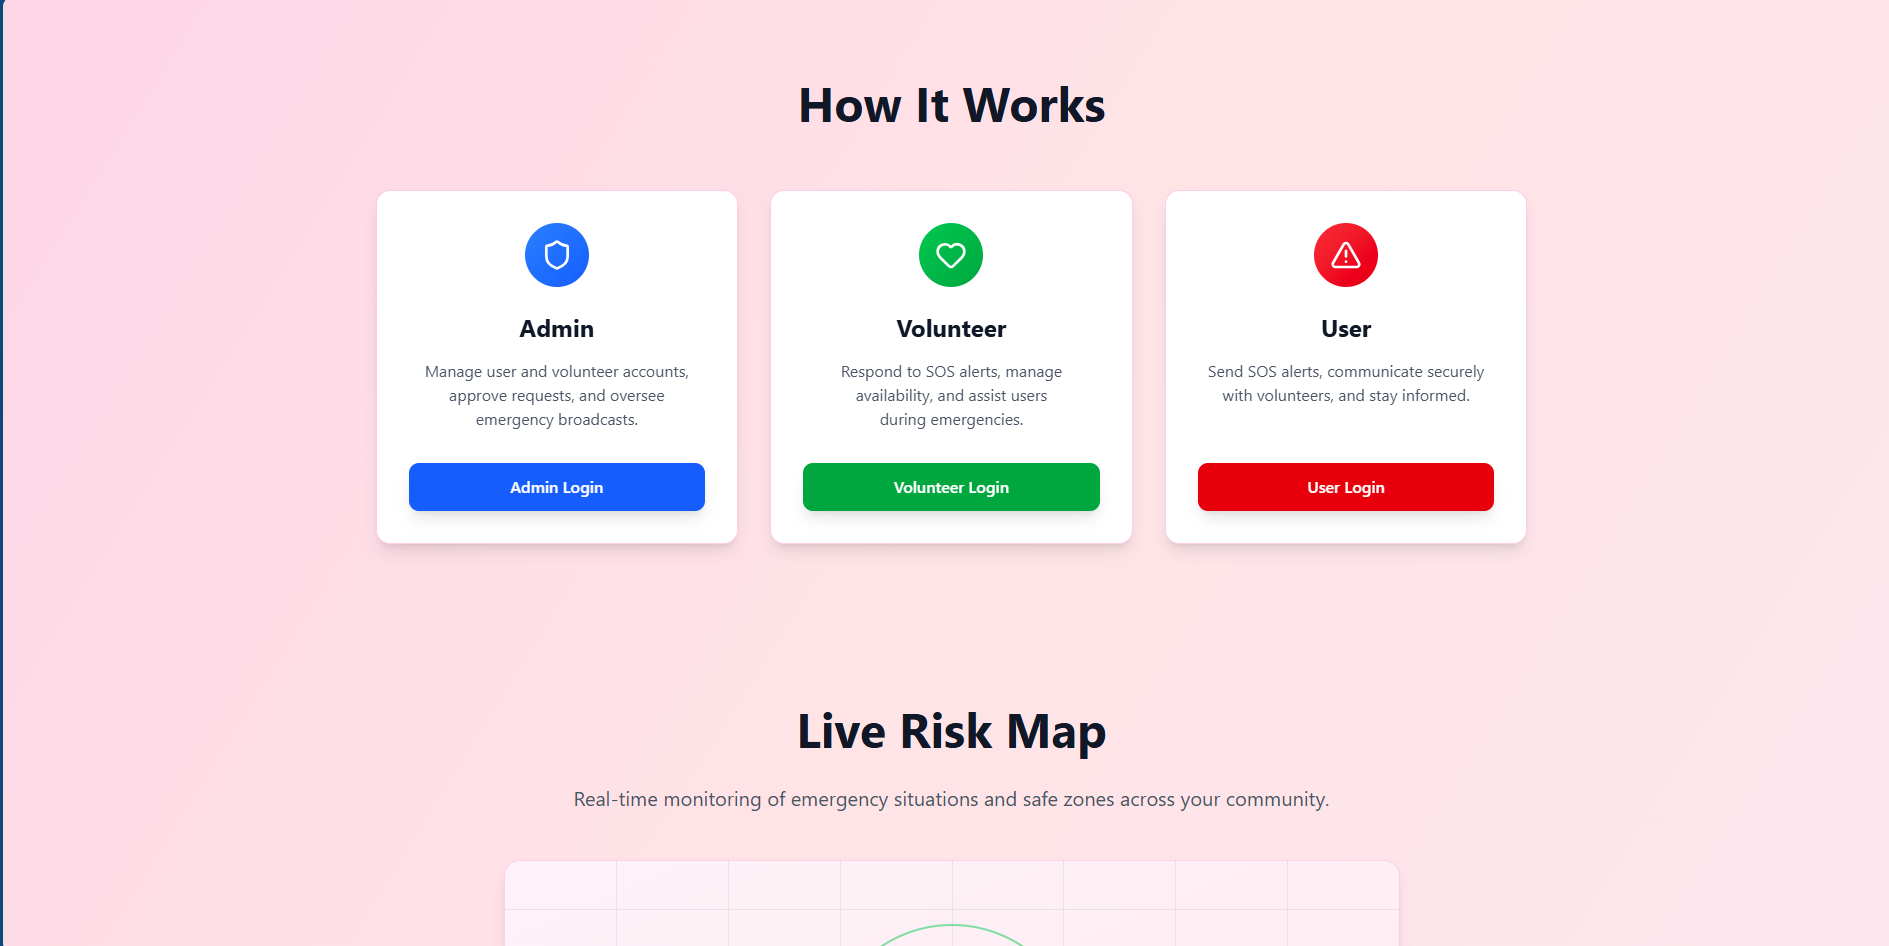 How It Works
Admin
Manage user and volunteer accounts,
approve requests, and oversee
emergency broadcasts.
Admin Login
Volunteer
Respond to SOS alerts, manage
availability, and assist users
during emergencies.
Volunteer Login
User
Send SOS alerts, communicate securely
with volunteers, and stay informed.
User Login
Live Risk Map
Real-time monitoring of emergency situations and safe zones across your community.